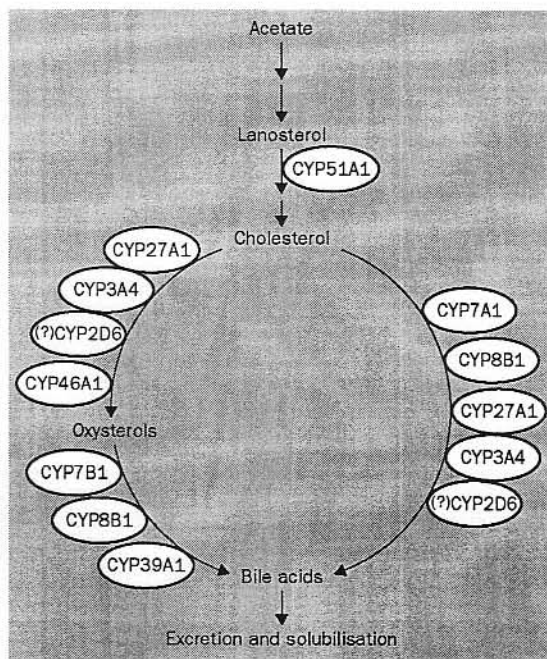 Acetate
Lanosterol
CYP51A1
Cholesterol
CYP27A1
CYP3A4
(?)CYP2D6
CYP46A1
Oxysterols
CYP7B1
CYP8B1
CYP39A1
CYP7A1
CYP8B1
CYP27A1
CYP3A4
(?)CYP2D6
Bile acids
Excretion and solubilisation